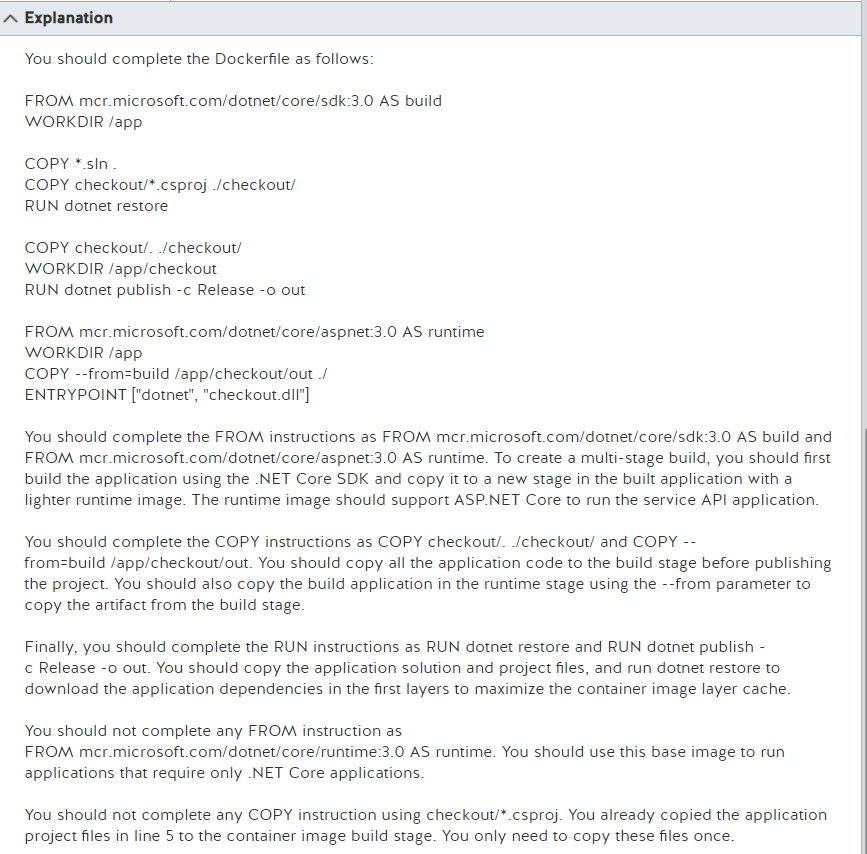 Explanation
You should complete the Dockerfile as follows:
FROM mcr.microsoft.com/dotnet/core/sdk:3.0 AS build
WORKDIR /app
COPY *.sln .
COPY checkout/*.csproj ./checkout/
RUN dotnet restore
COPY checkout/. ./checkout/
WORKDIR /app/checkout
RUN dotnet publish -c Release -o out
FROM mcr.microsoft.com/dotnet/core/aspnet:3.0 AS runtime
WORKDIR /app
COPY --from=build /app/checkout/out ./
ENTRYPOINT ["dotnet", "checkout.dll"]
You should complete the FROM instructions as FROM mcr.microsoft.com/dotnet/core/sdk:3.0 AS build and
FROM mcr.microsoft.com/dotnet/core/aspnet:3.0 AS runtime. To create a multi-stage build, you should first
build the application using the .NET Core SDK and copy it to a new stage in the built application with a
lighter runtime image. The runtime image should support ASP.NET Core to run the service API application.
You should complete the COPY instructions as COPY checkout/. ./checkout/ and COPY --
from=build /app/checkout/out. You should copy all the application code to the build stage before publishing
the project. You should also copy the build application in the runtime stage using the --from parameter to
copy the artifact from the build stage.
Finally, you should complete the RUN instructions as RUN dotnet restore and RUN dotnet publish -
c Release -o out. You should copy the application solution and project files, and run dotnet restore to
download the application dependencies in the first layers to maximize the container image layer cache.
You should not complete any FROM instruction as
FROM mcr.microsoft.com/dotnet/core/runtime:3.0 AS runtime. You should use this base image to run
applications that require only .NET Core applications.
You should not complete any COPY instruction using checkout/*.csproj. You already copied the application
project files in line 5 to the container image build stage. You only need to copy these files once.